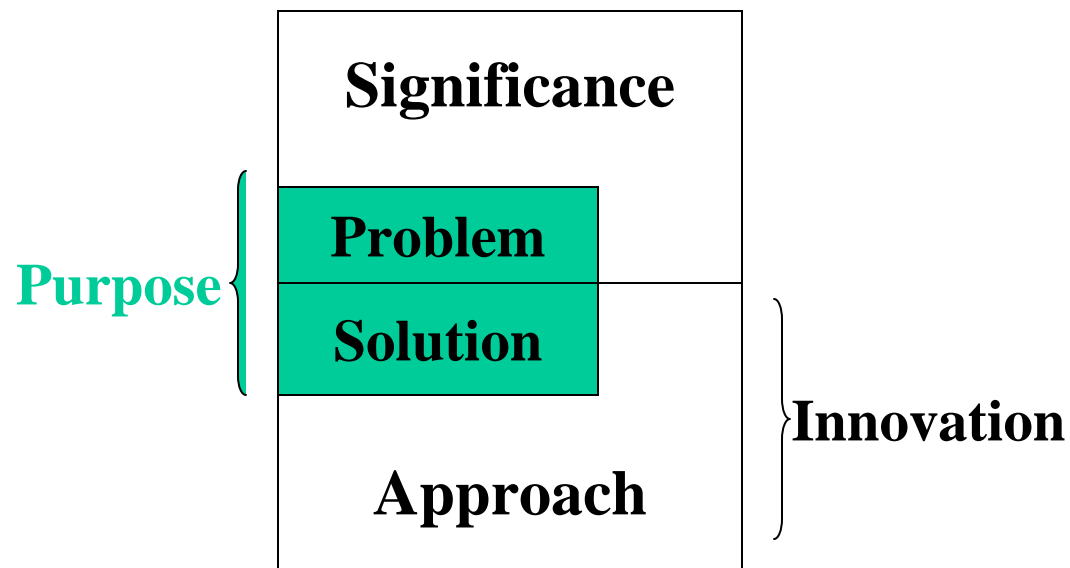 Significance
Problem
Purpose
Solution
Innovation
Approach